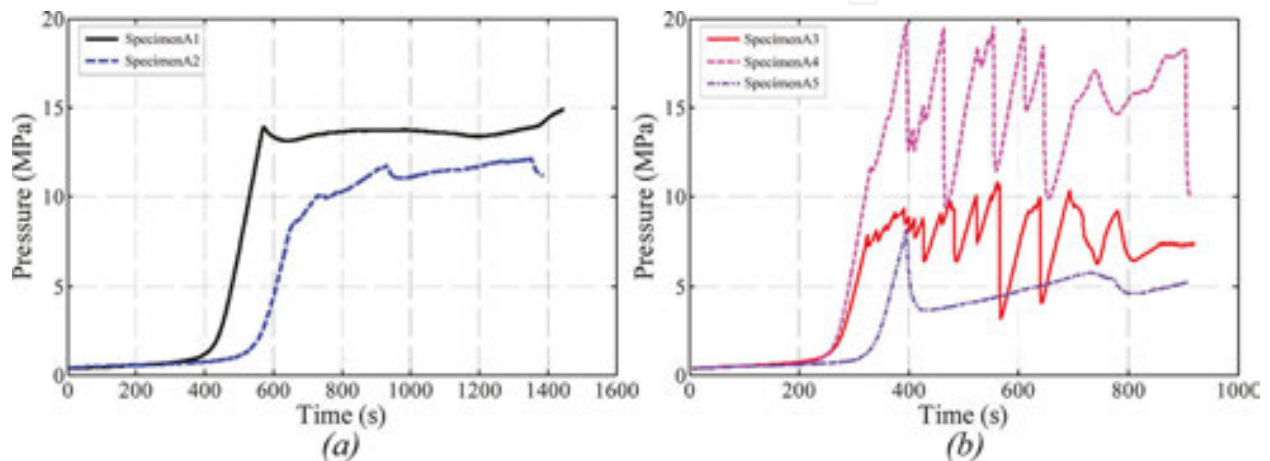 20
15
10
5
0
Pressure (MPa)
SpecimenA1
SpecimenA2
0 200 400 600 800 1000 1200 1400 1600
Time (s)
(a)
20
15
10
5
0
Pressure (MPa)
SpecimenA3
SpecimenA4
SpecimenA5
0 200 400 600 800 100
Time (s)
(b)